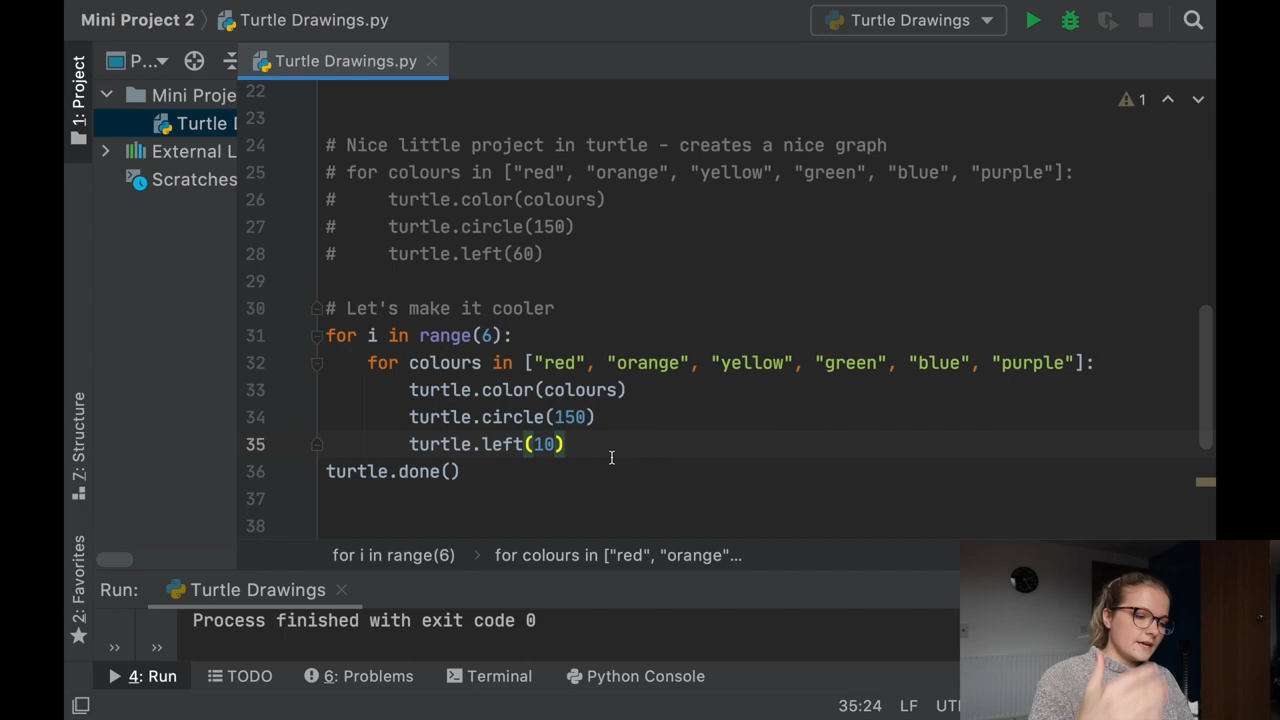 Mini Project 2
Turtle Drawings.py
Turtle Drawings
P...
Turtle Drawings.py
1: Project
Mini Proje
Turtle D
External L
Scratches
1
22
23
24 # Nice little project in turtle - creates a nice graph
25 # for colours in ["red", "orange", "yellow", "green", "blue", "purple"]:
26 #     turtle.color(colours)
27 #     turtle.circle(150)
28 #     turtle.left(60)
29
30 # Let's make it cooler
31 for i in range(6):
32     for colours in ["red", "orange", "yellow", "green", "blue", "purple"]:
33         turtle.color(colours)
34         turtle.circle(150)
35         turtle.left(10)
36 turtle.done()
37
38
Z: Structure
2: Favorites
for i in range(6) > for colours in ["red", "orange"...
Run: Turtle Drawings
Process finished with exit code 0
4: Run
TODO
6: Problems
Terminal
Python Console
35:24 LF UT